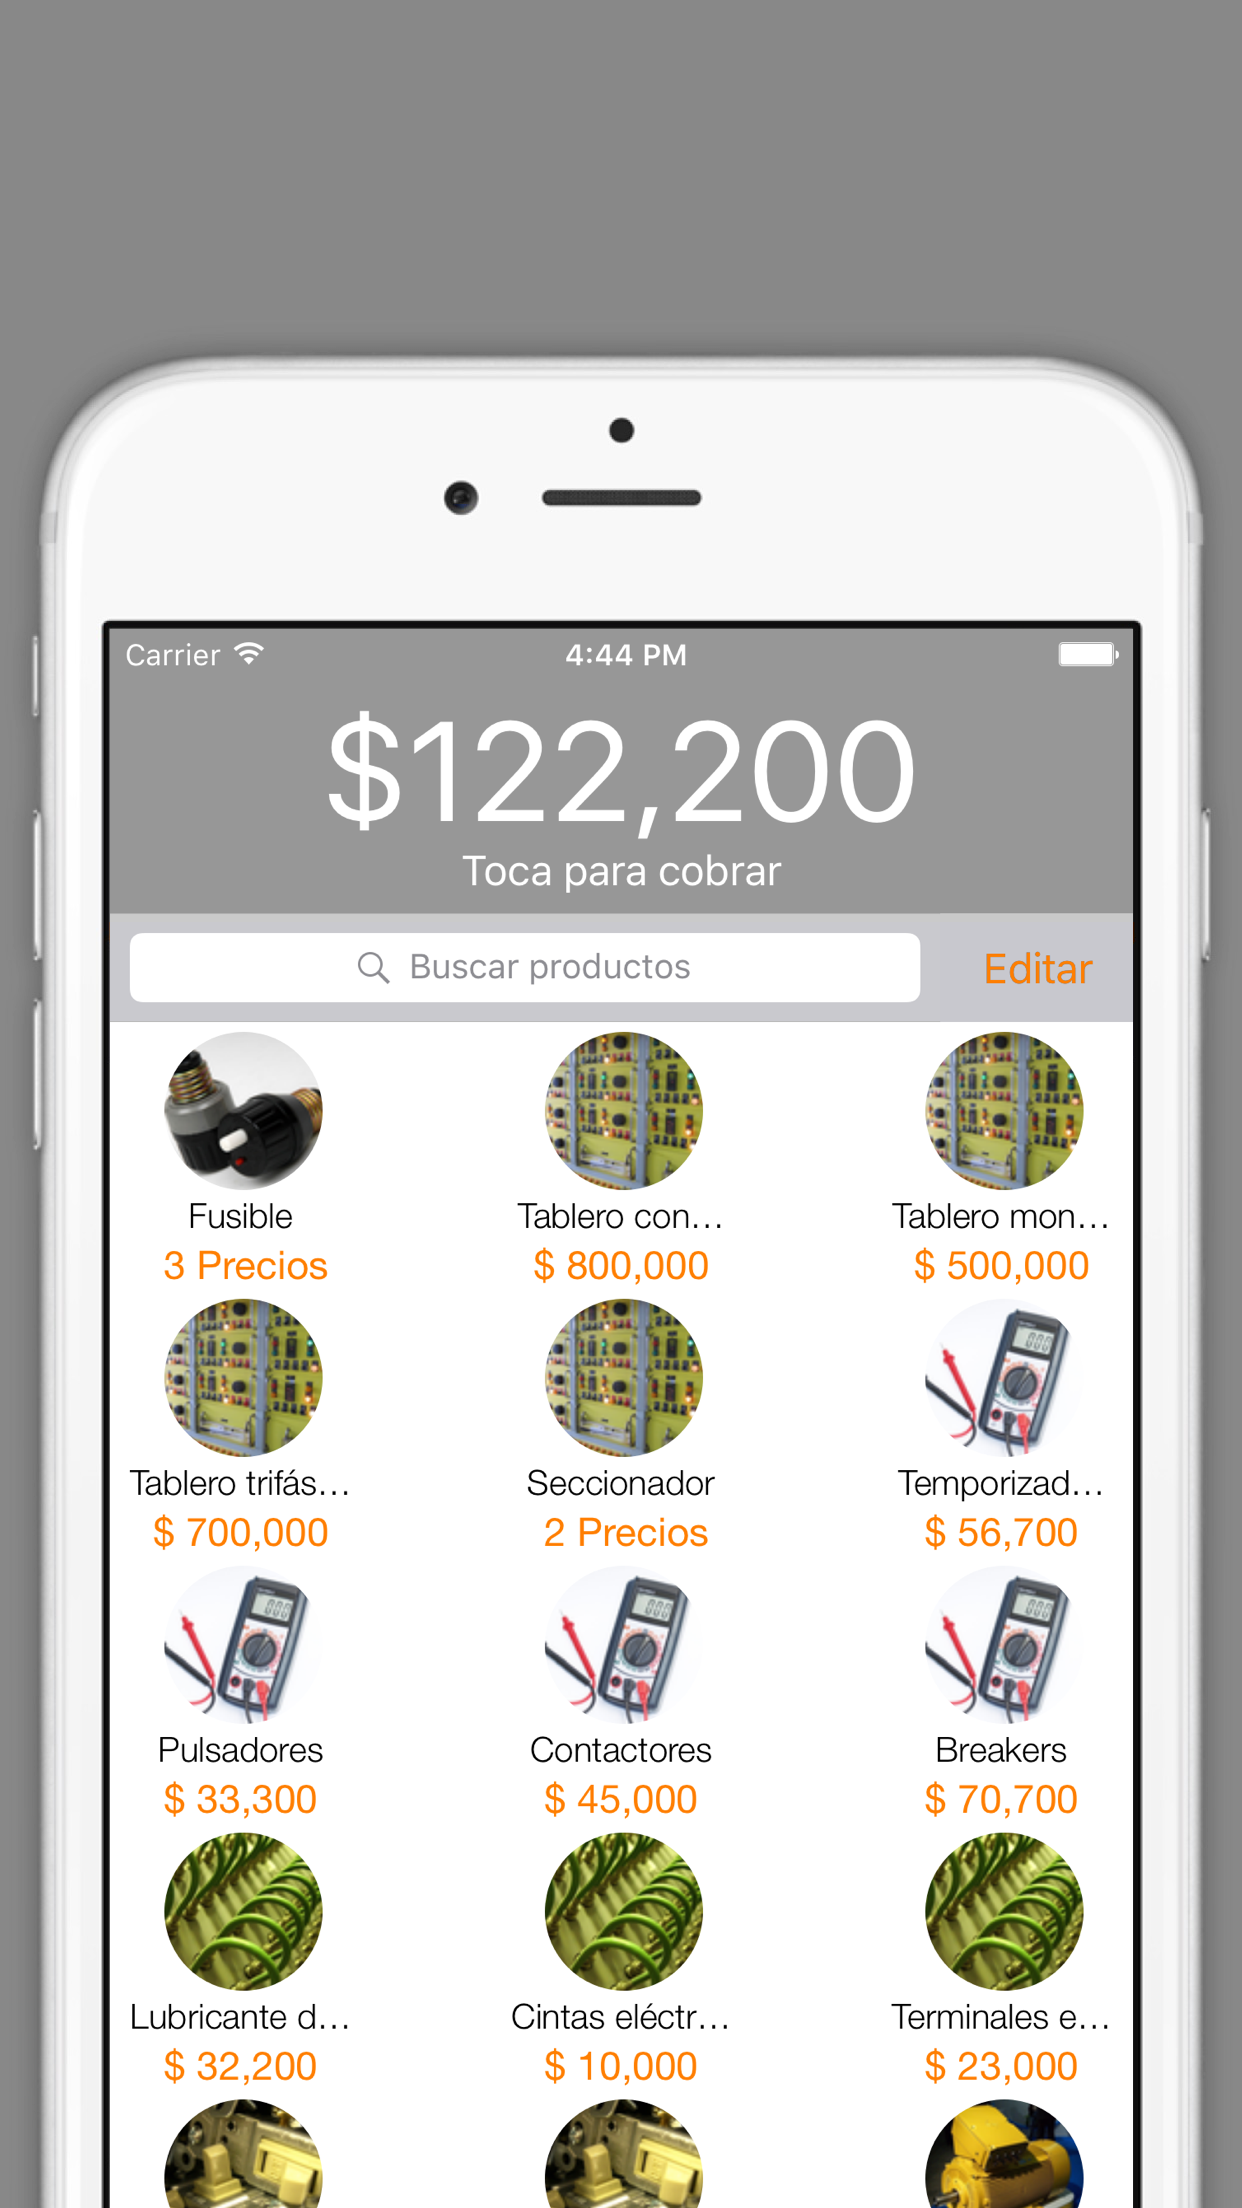 Carrier 4:44 PM
$122,200
Toca para cobrar
Buscar productos Editar
Fusible Tablero con... Tablero mon...
3 Precios $ 800,000 $ 500,000
Tablero trifás... Seccionador Temporizad...
$ 700,000 2 Precios $ 56,700
Pulsadores Contactores Breakers
$ 33,300 $ 45,000 $ 70,700
Lubricante d... Cintas eléctr... Terminales e...
$ 32,200 $ 10,000 $ 23,000